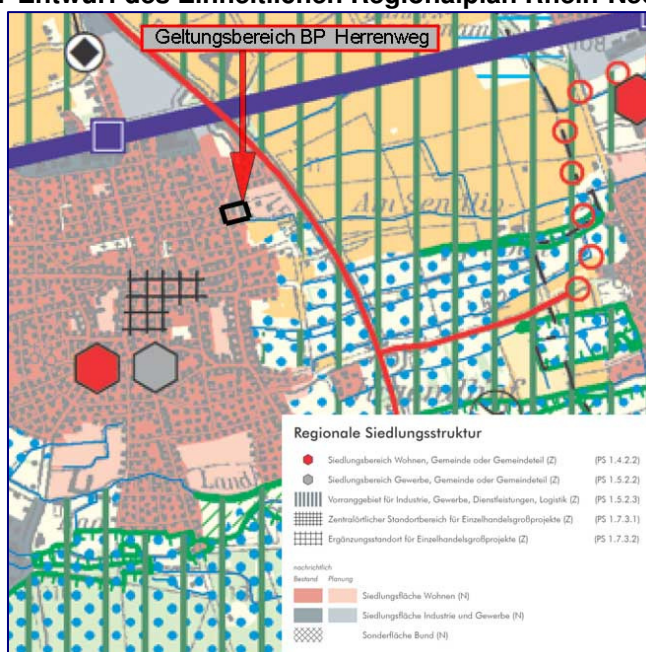 Entwurf des Einheitlichen Regionalplan Rhein
Geltungsbereich BP Herrenweg
Am Sendlin-
Regionale Siedlungsstruktur
Siedlungsbereich Wohnen, Gemeinde oder Gemeindeteil (Z) (PS 1.4.2.2)
Siedlungsbereich Gewerbe, Gemeinde oder Gemeindeteil (Z) (PS 1.5.2.2)
Vorranggebiet für Industrie, Gewerbe, Dienstleistungen, Logistik (Z) (PS 1.5.2.3)
Zentralörtlicher Standortbereich für Einzelhandelsgroßprojekte (Z) (PS 1.7.3.1)
Ergänzungsstandort für Einzelhandelsgroßprojekte (Z) (PS 1.7.3.2)
nachrichtlich
Bestand Planung
Siedlungsfläche Wohnen (N)
Siedlungsfläche Industrie und Gewerbe (N)
Sonderfläche Bund (N)